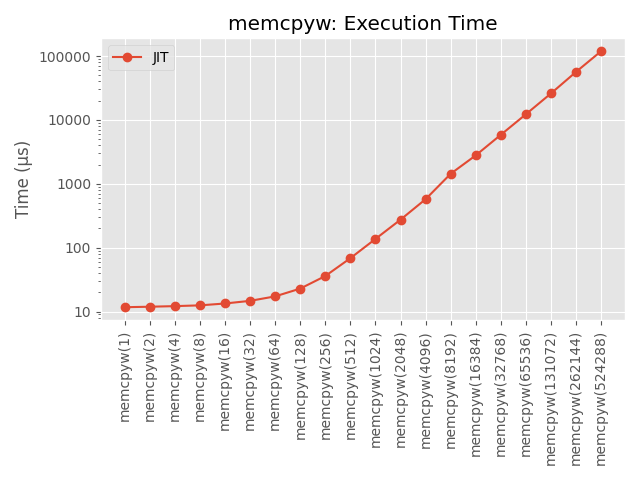 memcpyw: Execution Time
JIT
Time (µs)
100000
10000
1000
100
10
memcpyw(1)
memcpyw(2)
memcpyw(4)
memcpyw(8)
memcpyw(16)
memcpyw(32)
memcpyw(64)
memcpyw(128)
memcpyw(256)
memcpyw(512)
memcpyw(1024)
memcpyw(2048)
memcpyw(4096)
memcpyw(8192)
memcpyw(16384)
memcpyw(32768)
memcpyw(65536)
memcpyw(131072)
memcpyw(262144)
memcpyw(524288)